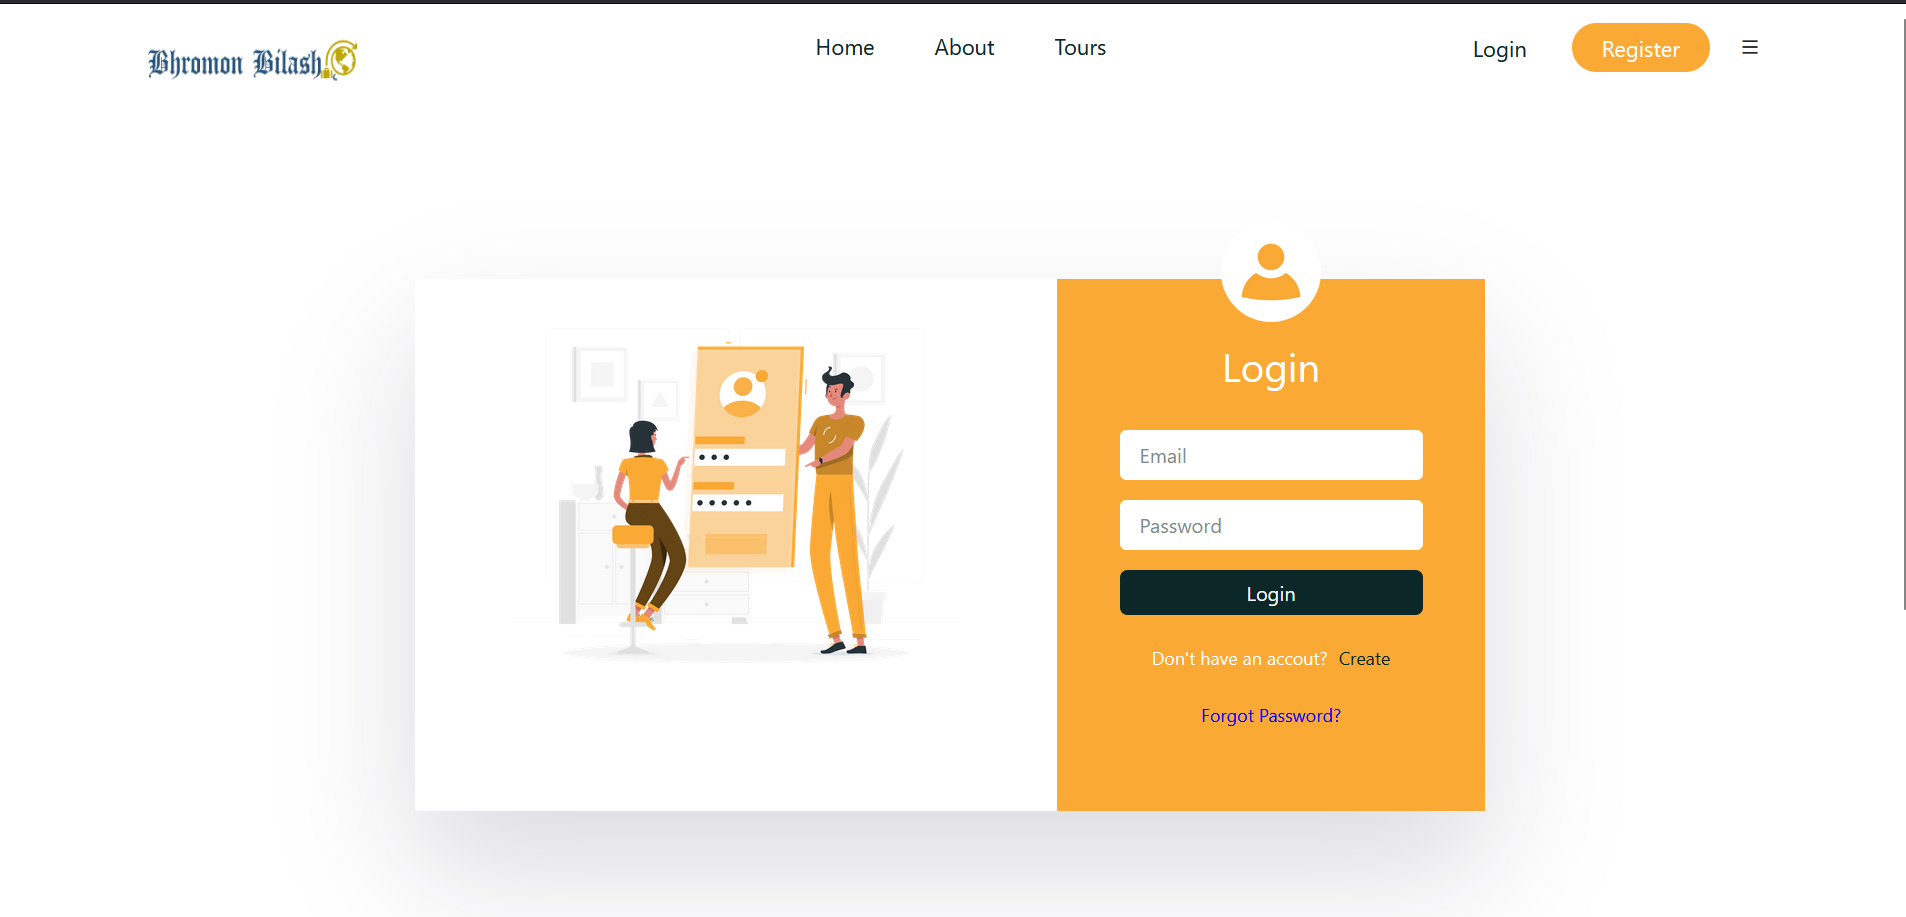 Bhromon Bilash
Home About Tours
Login Register
Login
Email
Password
Login
Don't have an accout? Create
Forgot Password?